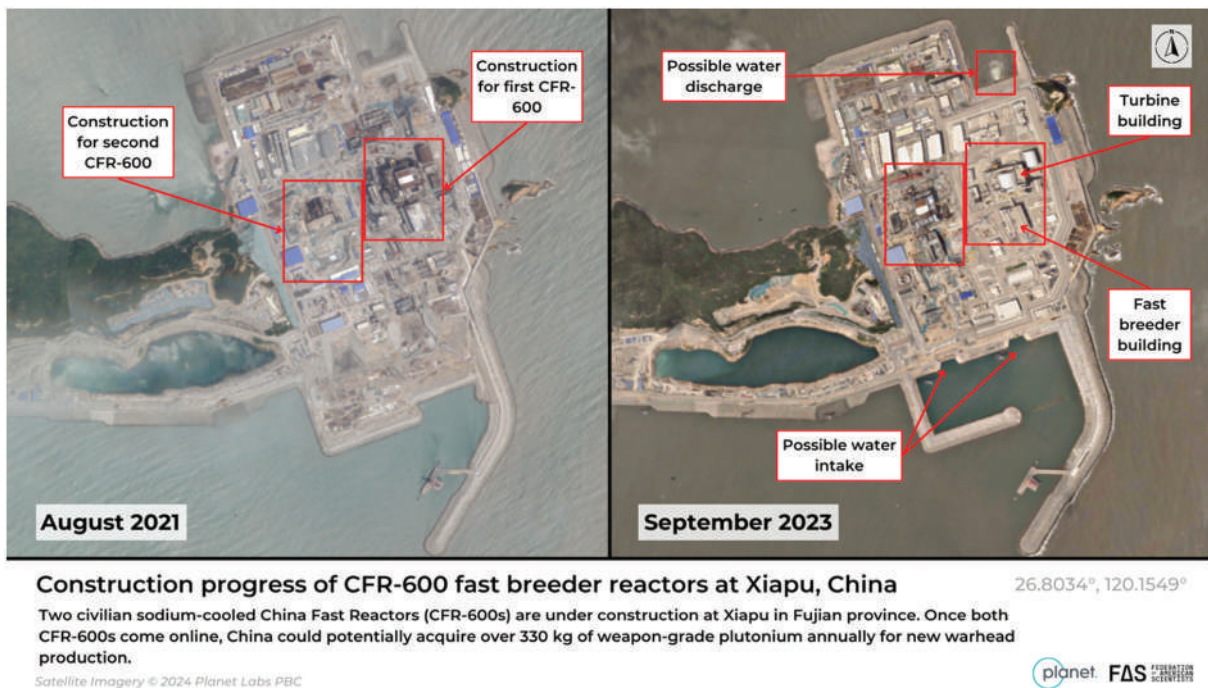 Construction
for second
CFR-600
Construction
for first CFR-
600
August 2021
Possible water
discharge
N
Turbine
building
Fast
breeder
building
Possible water
intake
September 2023
Construction progress of CFR-600 fast breeder reactors at Xiapu, China
26.8034°, 120.1549°
Two civilian sodium-cooled China Fast Reactors (CFR-600s) are under construction at Xiapu in Fujian province. Once both
CFR-600s come online, China could potentially acquire over 330 kg of weapon-grade plutonium annually for new warhead
production.
Satellite Imagery © 2024 Planet Labs PBC
planet.
FAS
FEDERATION
OF AMERICAN
SCIENTISTS